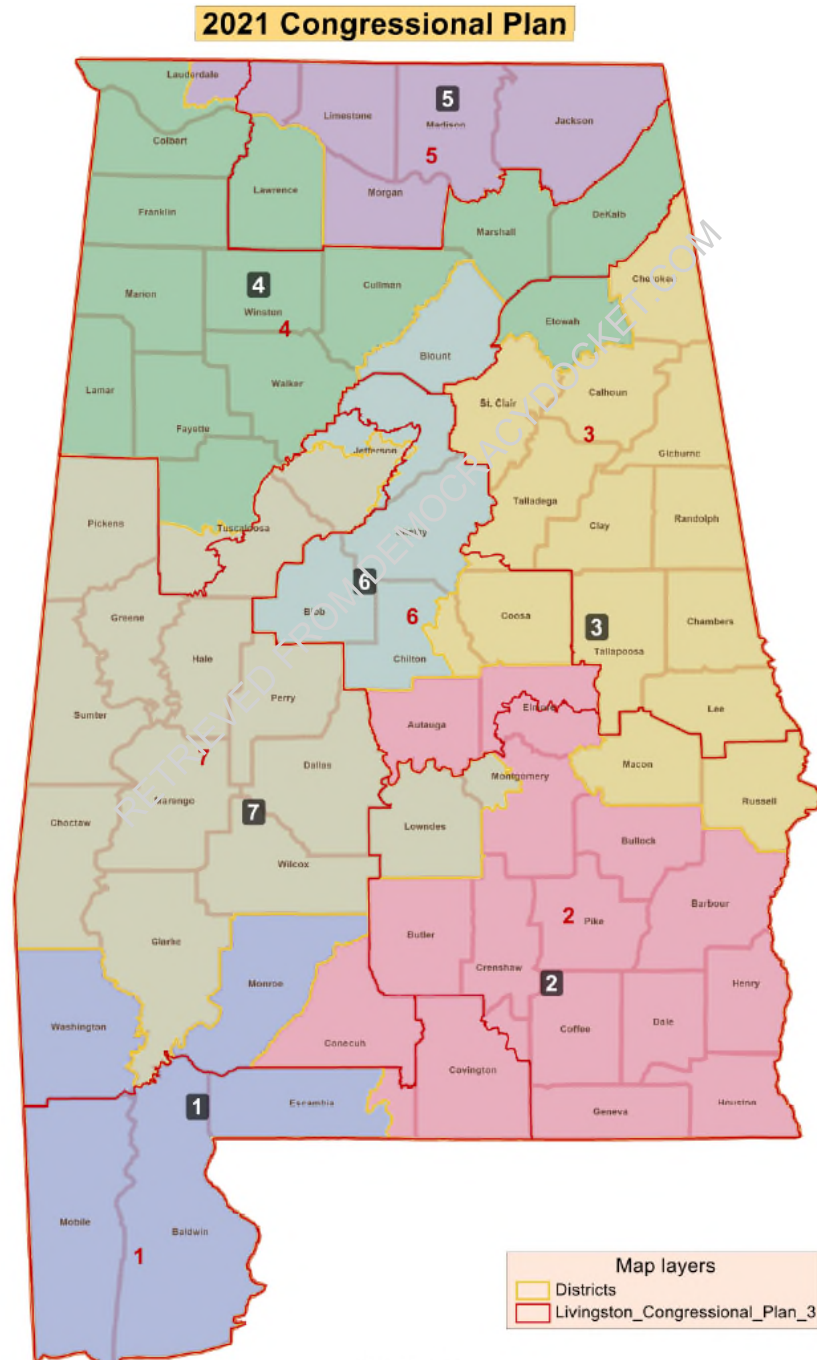 2021 Congressional Plan
Lauderdale
Limestone
5
Madison
Jackson
Colbert
5
Lawrence
Morgan
Franklin
DeKalb
Marshall
Cherokee
Marion
4
Winston
Cullman
4
Etowah
Blount
Lamar
Walker
St. Clair
Calhoun
Fayette
3
Jefferson
Cleburne
Talladega
Pickens
Tuscaloosa
Clay
Randolph
6
Bibb
Greene
6
Coosa
3
Tallapoosa
Chambers
Hale
Chilton
Perry
Lee
Sumter
Autauga
Elmore
7
Dallas
Macon
Montgomery
Marengo
7
Choctaw
Lowndes
Russell
Bullock
Wilcox
Barbour
2
Pike
Butler
Clarke
Crenshaw
Monroe
2
Henry
Washington
Coffee
Dale
Conecuh
Covington
1
Escambia
Geneva
Houston
Mobile
Baldwin
1
RETRIEVED FROM DEMOCRACYDOCKET.COM
Map layers
Districts
Livingston_Congressional_Plan_3